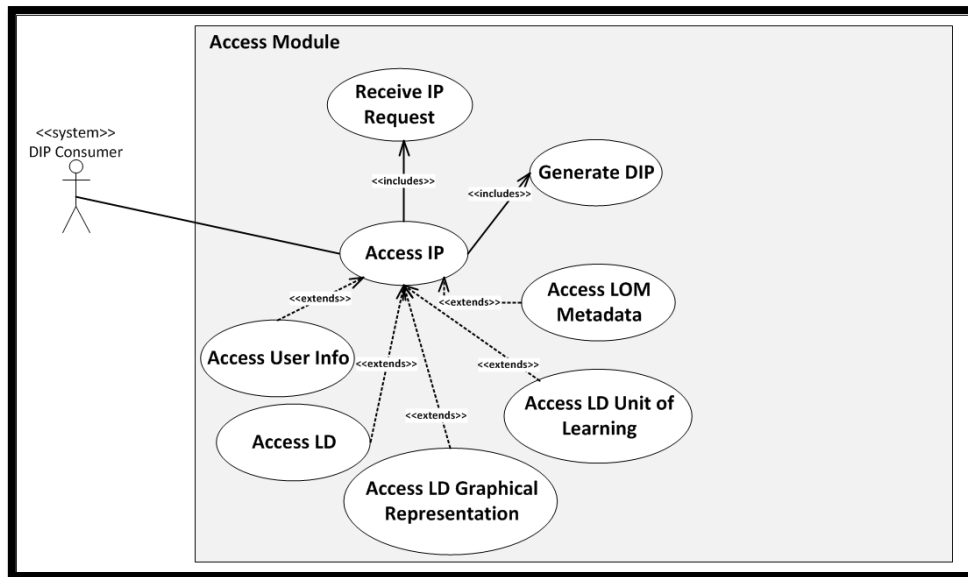 Access Module
Receive IP
Request
<<system>>
DIP Consumer
<<includes>>
Generate DIP
<<includes>>
Access IP
<<extends>>
<<extends>>
Access LOM
Metadata
Access User Info
<<extends>>
<<extends>>
Access LD Unit of
Learning
<<extends>>
Access LD
Access LD Graphical
Representation